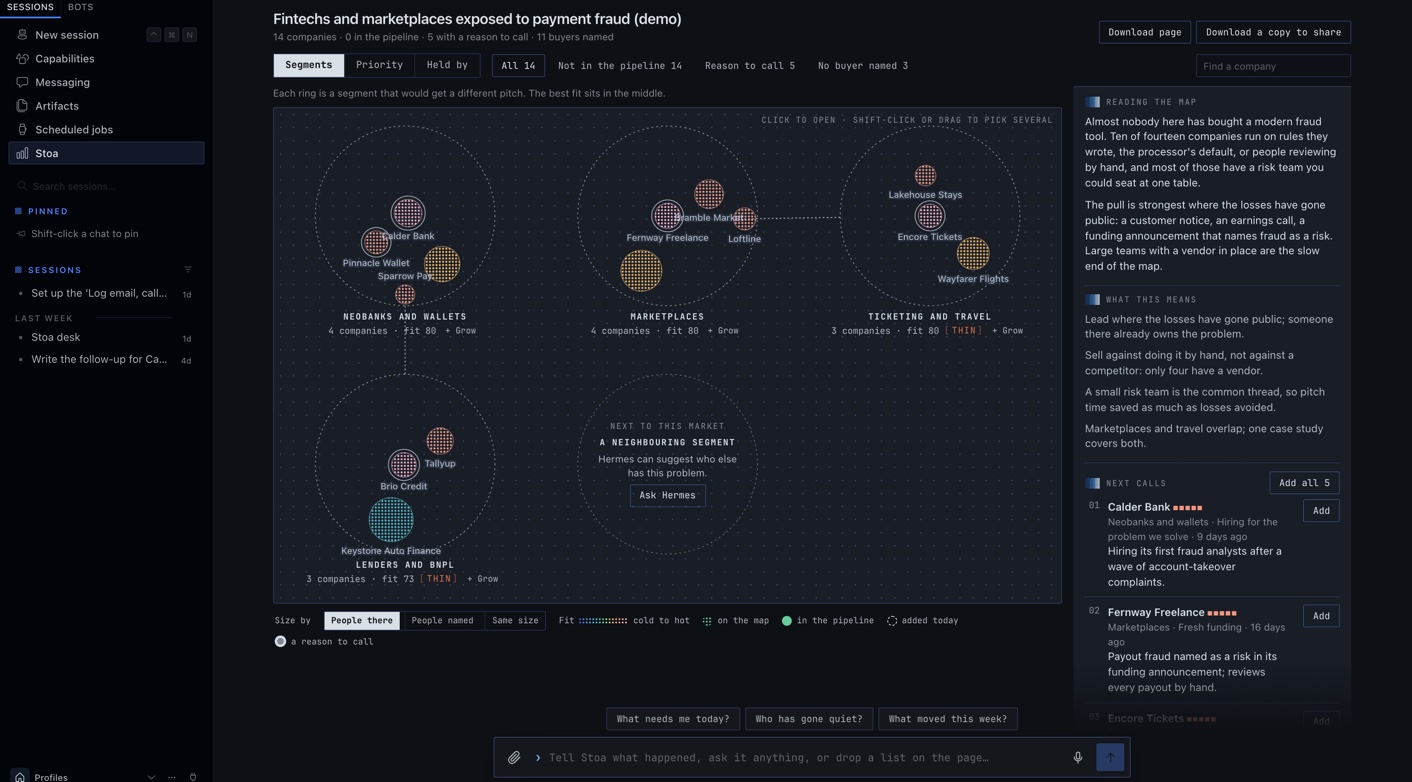 SESSIONS BOTS
New session ^ ⌘ N
Capabilities
Messaging
Artifacts
Scheduled jobs
Stoa
Search sessions...
PINNED
Shift-click a chat to pin
SESSIONS
Set up the 'Log email, call... 1d
LAST WEEK
Stoa desk 1d
Write the follow-up for Ca... 4d
Profiles
Fintechs and marketplaces exposed to payment fraud (demo)
14 companies · 0 in the pipeline · 5 with a reason to call · 11 buyers named
Download page Download a copy to share
Segments Priority Held by All 14 Not in the pipeline 14 Reason to call 5 No buyer named 3
Find a company
Each ring is a segment that would get a different pitch. The best fit sits in the middle.
CLICK TO OPEN · SHIFT-CLICK OR DRAG TO PICK SEVERAL
Calder Bank
Pinnacle Wallet
Sparrow Pay
NEOBANKS AND WALLETS
4 companies · fit 80 + Grow
Bramble Market
Fernway Freelance
Loftline
MARKETPLACES
4 companies · fit 80 + Grow
Lakehouse Stays
Encore Tickets
Wayfarer Flights
TICKETING AND TRAVEL
3 companies · fit 80 [THIN] + Grow
Tallyup
Brio Credit
Keystone Auto Finance
LENDERS AND BNPL
3 companies · fit 73 [THIN] + Grow
NEXT TO THIS MARKET
A NEIGHBOURING SEGMENT
Hermes can suggest who else
has this problem.
Ask Hermes
Size by People there People named Same size Fit cold to hot on the map in the pipeline added today
a reason to call
READING THE MAP
Almost nobody here has bought a modern fraud
tool. Ten of fourteen companies run on rules they
wrote, the processor's default, or people reviewing
by hand, and most of those have a risk team you
could seat at one table.
The pull is strongest where the losses have gone
public: a customer notice, an earnings call, a
funding announcement that names fraud as a risk.
Large teams with a vendor in place are the slow
end of the map.
WHAT THIS MEANS
Lead where the losses have gone public; someone
there already owns the problem.
Sell against doing it by hand, not against a
competitor: only four have a vendor.
A small risk team is the common thread, so pitch
time saved as much as losses avoided.
Marketplaces and travel overlap; one case study
covers both.
NEXT CALLS Add all 5
01 Calder Bank Add
Neobanks and wallets · Hiring for the
problem we solve · 9 days ago
Hiring its first fraud analysts after a
wave of account-takeover
complaints.
02 Fernway Freelance Add
Marketplaces · Fresh funding · 16 days
ago
Payout fraud named as a risk in its
funding announcement; reviews
every payout by hand.
03 Encore Tickets Add
What needs me today? Who has gone quiet? What moved this week?
Tell Stoa what happened, ask it anything, or drop a list on the page…